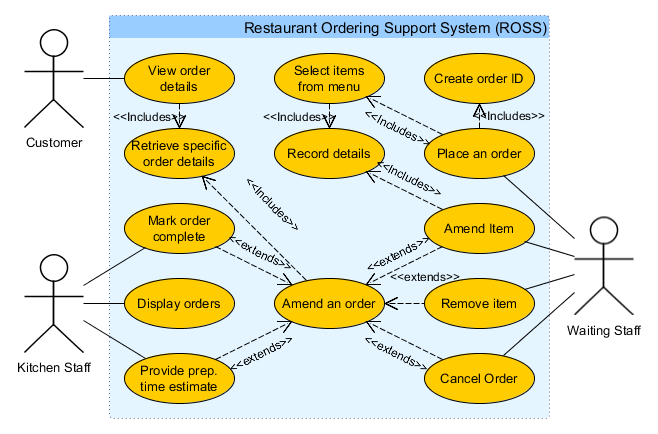 Restaurant Ordering Support System (ROSS)
View order
details
Select items
from menu
Create order ID
<<Includes>>
<<Includes>>
<<Includes>>
<<Includes>>
Customer
Retrieve specific
order details
Record details
Place an order
<<Includes>>
<<Includes>>
Mark order
complete
Amend Item
<<extends>>
<<extends>>
<<extends>>
Display orders
Amend an order
Remove item
Waiting Staff
Kitchen Staff
<<extends>>
<<extends>>
Provide prep.
time estimate
Cancel Order